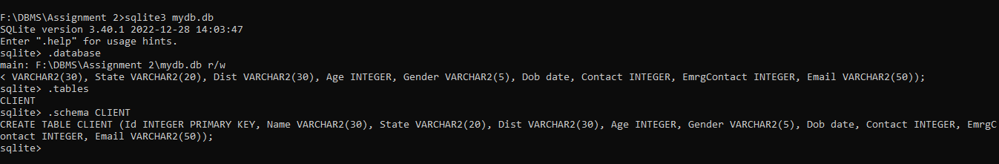 F:\DBMS\Assignment 2>sqlite3 mydb.db
SQLite version 3.40.1 2022-12-28 14:03:47
Enter ".help" for usage hints.
sqlite> .database
main: F:\DBMS\Assignment 2\mydb.db r/w
< VARCHAR2(30), State VARCHAR2(20), Dist VARCHAR2(30), Age INTEGER, Gender VARCHAR2(5), Dob date, Contact INTEGER, EmrgContact INTEGER, Email VARCHAR2(50));
sqlite> .tables
CLIENT
sqlite> .schema CLIENT
CREATE TABLE CLIENT (Id INTEGER PRIMARY KEY, Name VARCHAR2(30), State VARCHAR2(20), Dist VARCHAR2(30), Age INTEGER, Gender VARCHAR2(5), Dob date, Contact INTEGER, EmrgC
ontact INTEGER, Email VARCHAR2(50));
sqlite>